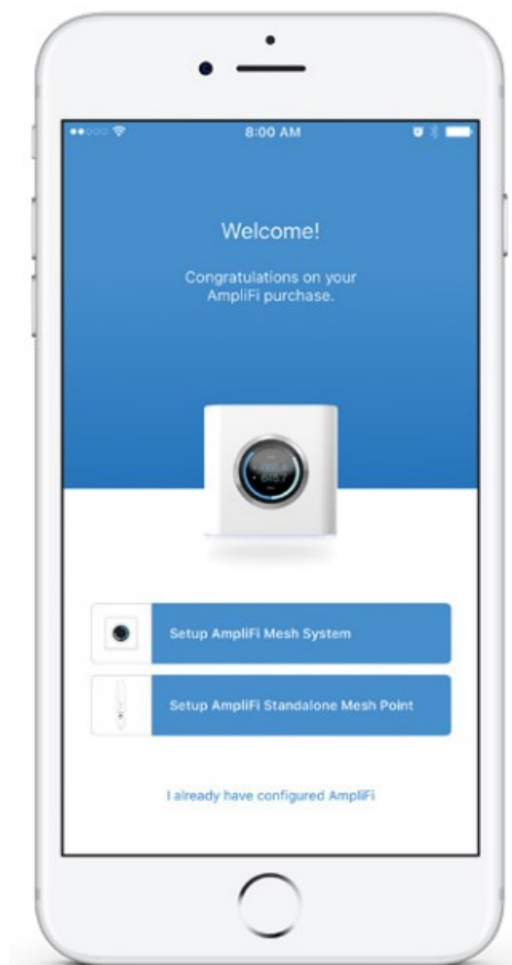 8:00 AM
Welcome!
Congratulations on your
AmpliFi purchase.
Setup AmpliFi Mesh System
Setup AmpliFi Standalone Mesh Point
I already have configured AmpliFi